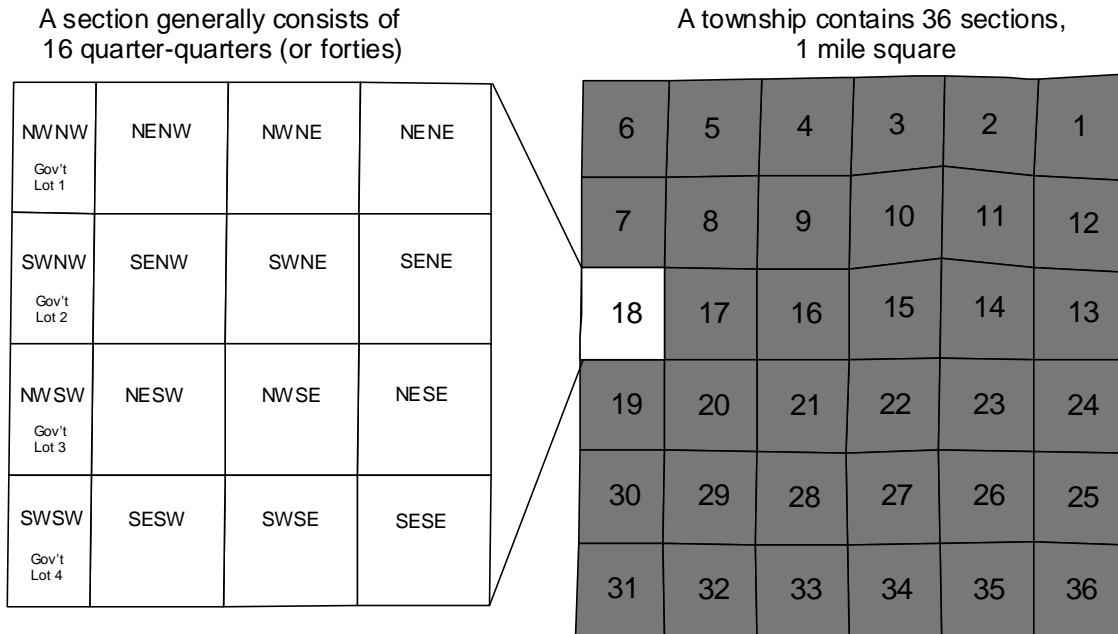 A section generally consists of
16 quarter-quarters (or forties)
NWNW NENW NWNE NENE
Gov't
Lot 1
SWNW SENW SWNE SENE
Gov't
Lot 2
NWSW NESW NWSE NESE
Gov't
Lot 3
SWSW SESW SWSE SESE
Gov't
Lot 4
A township contains 36 sections,
1 mile square
6 5 4 3 2 1
7 8 9 10 11 12
18 17 16 15 14 13
19 20 21 22 23 24
30 29 28 27 26 25
31 32 33 34 35 36